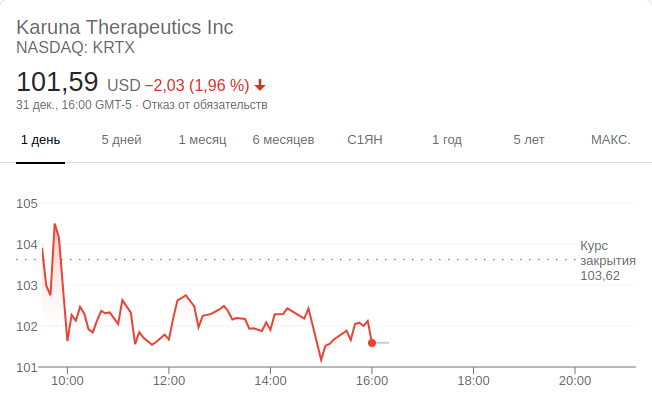 Karuna Therapeutics Inc
NASDAQ: KRTX
101,59 USD −2,03 (1,96 %)
31 дек., 16:00 GMT-5 · Отказ от обязательств
1 день 5 дней 1 месяц 6 месяцев С1ЯН 1 год 5 лет МАКС.
105
104
103
102
101
Курс
закрытия
103,62
10:00 12:00 14:00 16:00 18:00 20:00